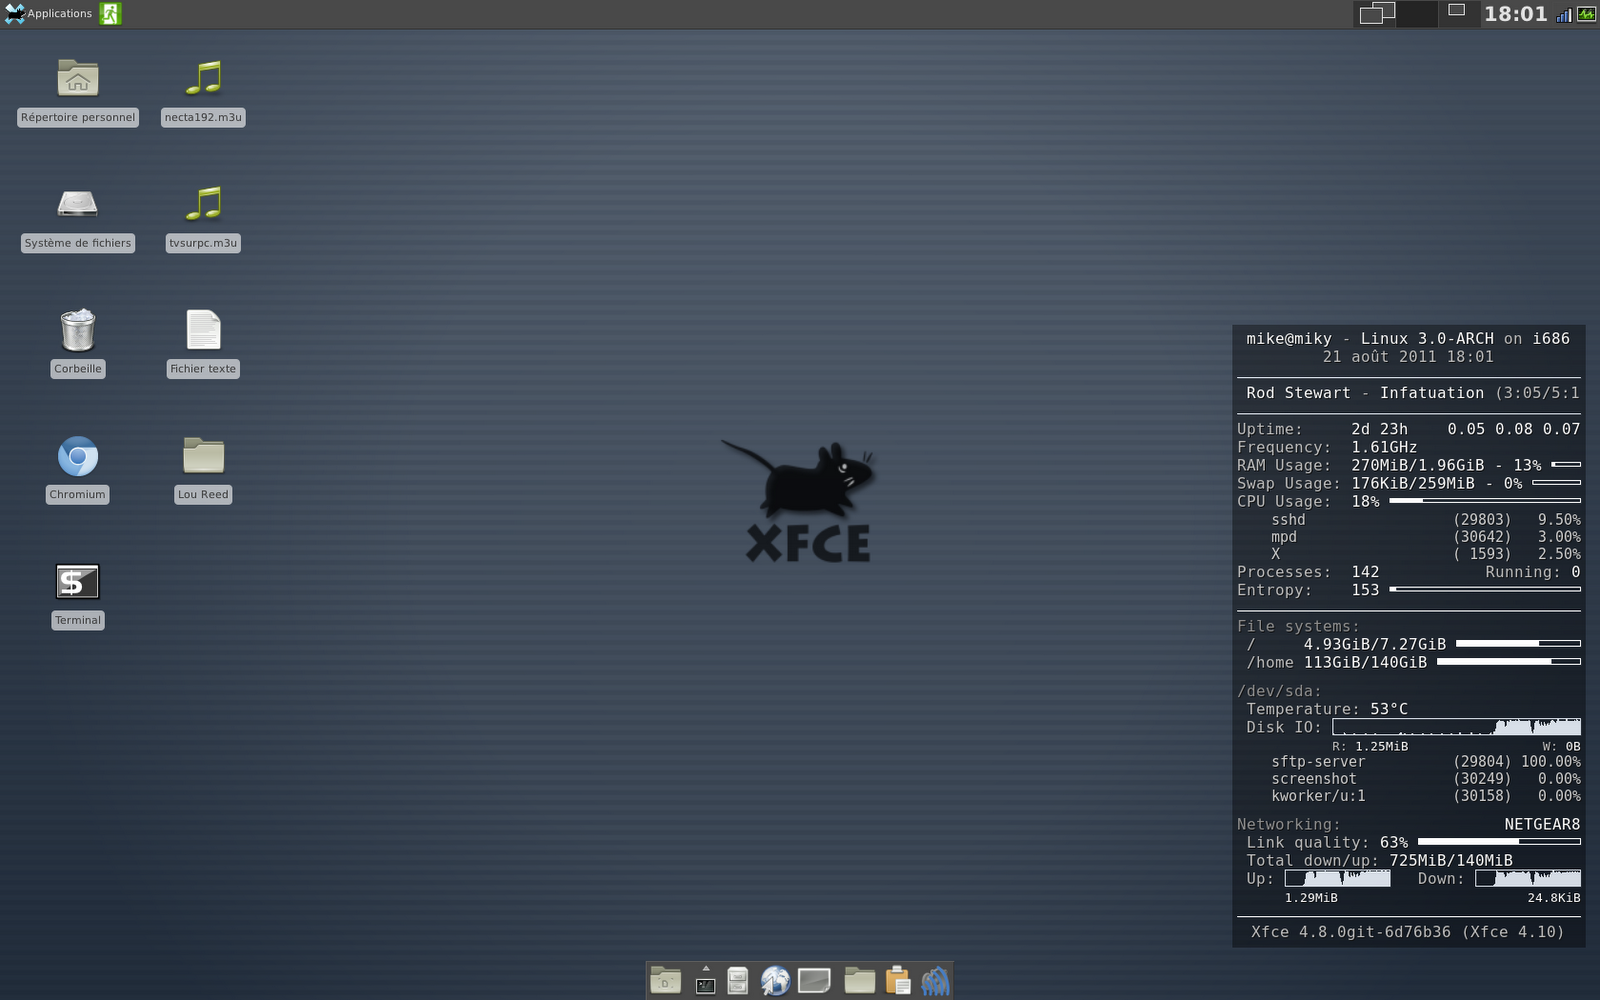 Applications
18:01
Répertoire personnel
necta192.m3u
Système de fichiers
tvsurpc.m3u
Corbeille
Fichier texte
Chromium
Lou Reed
$
Terminal
XFCE
mike@miky - Linux 3.0-ARCH on i686
21 août 2011 18:01
Rod Stewart - Infatuation (3:05/5:1
Uptime: 2d 23h 0.05 0.08 0.07
Frequency: 1.61GHz
RAM Usage: 270MiB/1.96GiB - 13%
Swap Usage: 176KiB/259MiB - 0%
CPU Usage: 18%
sshd (29803) 9.50%
mpd (30642) 3.00%
X ( 1593) 2.50%
Processes: 142 Running: 0
Entropy: 153
File systems:
/ 4.93GiB/7.27GiB
/home 113GiB/140GiB
/dev/sda:
Temperature: 53°C
Disk IO:
R: 1.25MiB W: 0B
sftp-server (29804) 100.00%
screenshot (30249) 0.00%
kworker/u:1 (30158) 0.00%
Networking: NETGEAR8
Link quality: 63%
Total down/up: 725MiB/140MiB
Up: Down:
1.29MiB 24.8KiB
Xfce 4.8.0git-6d76b36 (Xfce 4.10)